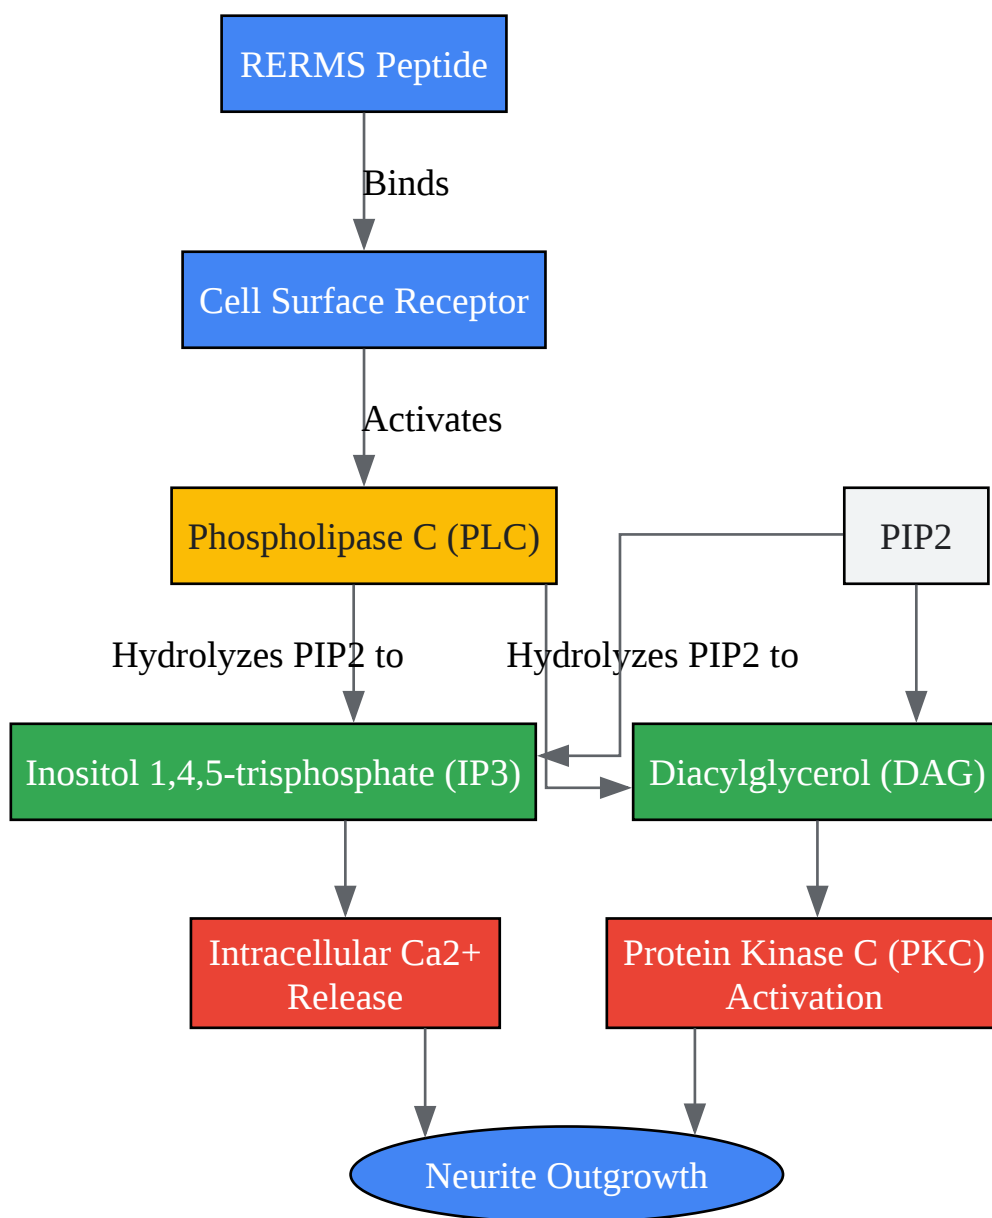 RERMS Peptide
Binds
Cell Surface Receptor
Activates
Phospholipase C (PLC)
PIP2
Hydrolyzes PIP2 to
Hydrolyzes PIP2 to
Inositol 1,4,5-trisphosphate (IP3)
Diacylglycerol (DAG)
Intracellular Ca2+
Release
Protein Kinase C (PKC)
Activation
Neurite Outgrowth